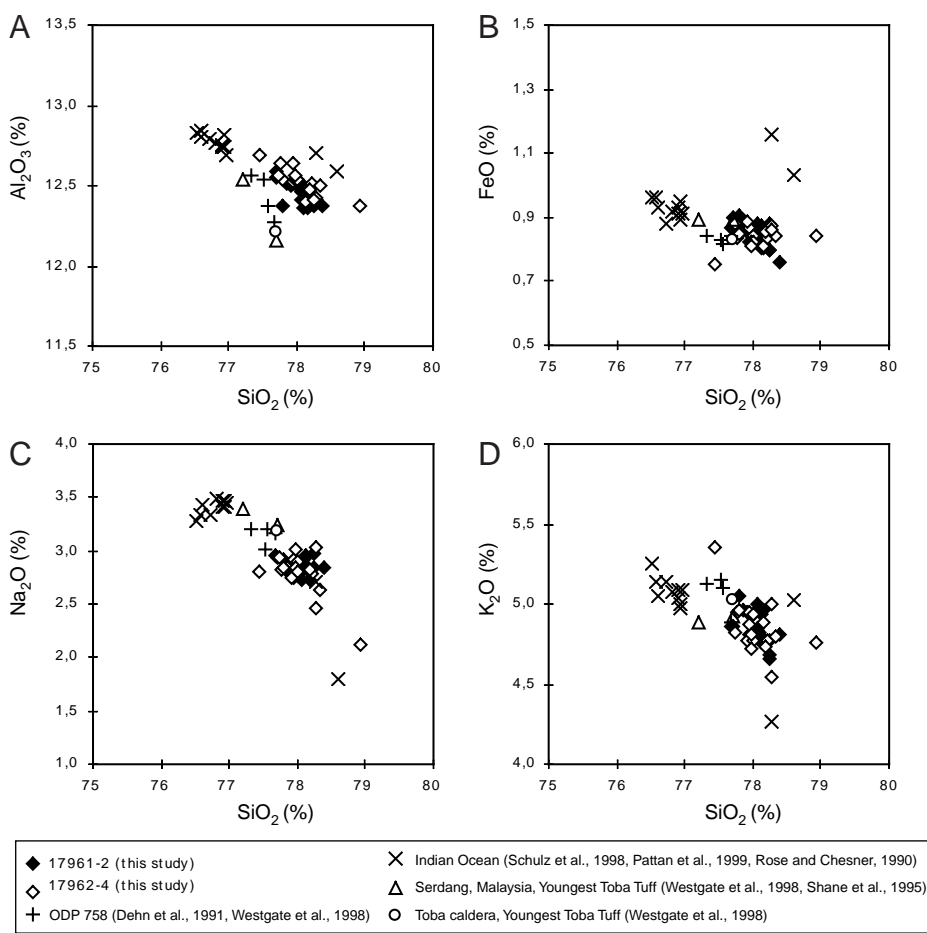 A
13,5
13,0
12,5
12,0
11,5
Al2O3 (%)
75 76 77 78 79 80
SiO2 (%)
B
1,5
1,3
1,1
0,9
0,7
0,5
FeO (%)
75 76 77 78 79 80
SiO2 (%)
C
4,0
3,5
3,0
2,5
2,0
1,5
1,0
Na2O (%)
75 76 77 78 79 80
SiO2 (%)
D
6,0
5,5
5,0
4,5
4,0
K2O (%)
75 76 77 78 79 80
SiO2 (%)
17961-2 (this study)
17962-4 (this study)
ODP 758 (Dehn et al., 1991, Westgate et al., 1998)
Indian Ocean (Schulz et al., 1998, Pattan et al., 1999, Rose and Chesner, 1990)
Serdang, Malaysia, Youngest Toba Tuff (Westgate et al., 1998, Shane et al., 1995)
Toba caldera, Youngest Toba Tuff (Westgate et al., 1998)